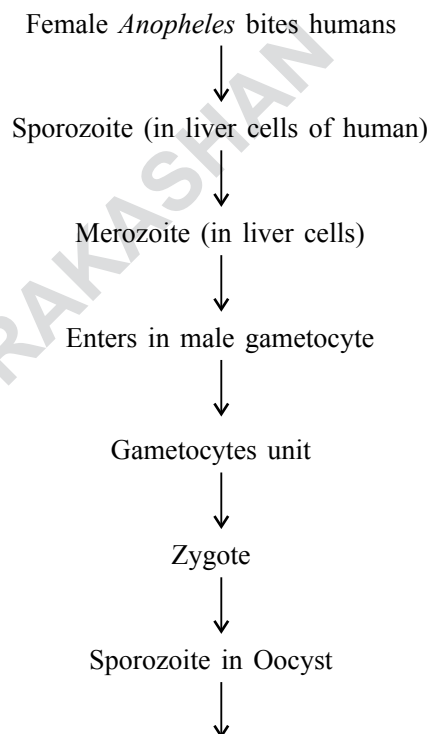 Female Anopheles bites humans
Sporozoite (in liver cells of human)
Merozoite (in liver cells)
Enters in male gametocyte
Gametocytes unit
Zygote
Sporozoite in Oocyst
RAKASHAN